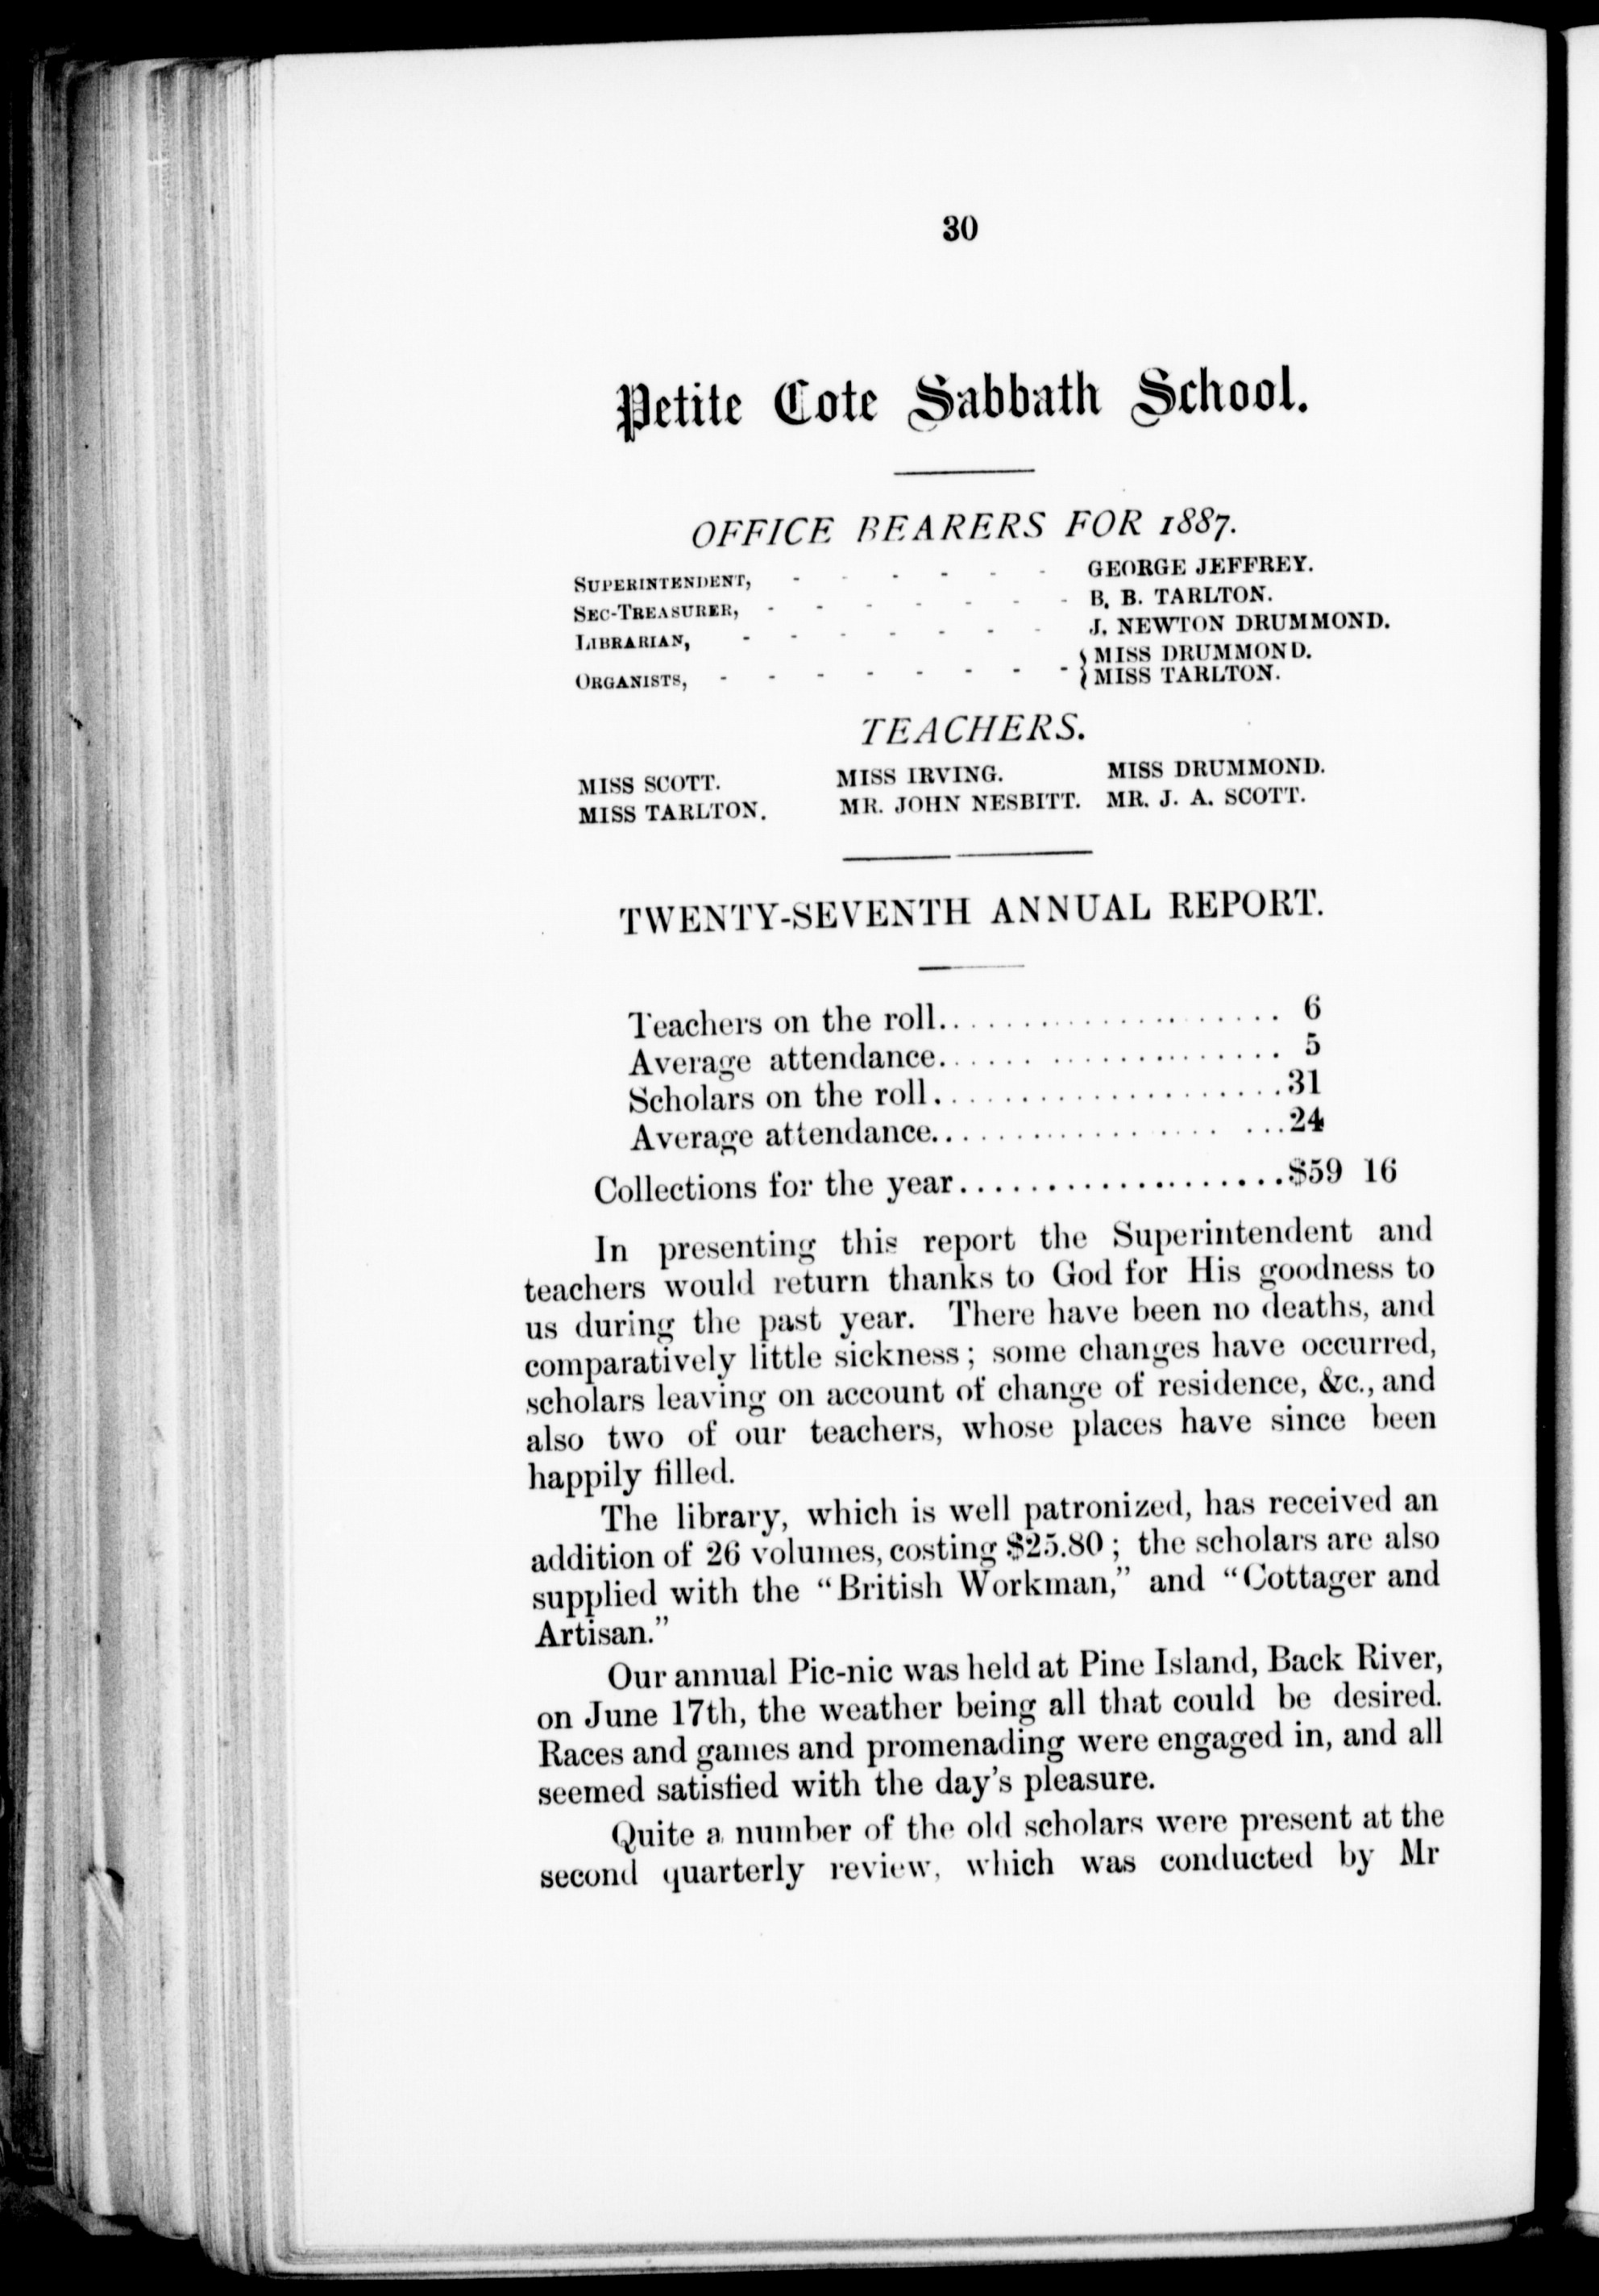 30
Petite Cote Sabbath School.
OFFICE BEARERS FOR 1887.
SUPERINTENDENT, - - - - - - GEORGE JEFFREY.
SEC-TREASURER, - - - - - - - B. B. TARLTON.
LIBRARIAN, - - - - - - - J. NEWTON DRUMMOND.
ORGANISTS, - - - - - - - - { MISS DRUMMOND.
MISS TARLTON.
TEACHERS.
MISS SCOTT. MISS IRVING. MISS DRUMMOND.
MISS TARLTON. MR. JOHN NESBITT. MR. J. A. SCOTT.
TWENTY-SEVENTH ANNUAL REPORT.
Teachers on the roll.................... 6
Average attendance.................... 5
Scholars on the roll....................31
Average attendance....................24
Collections for the year....................$59 16
In presenting this report the Superintendent and
teachers would return thanks to God for His goodness to
us during the past year. There have been no deaths, and
comparatively little sickness; some changes have occurred,
scholars leaving on account of change of residence, &c., and
also two of our teachers, whose places have since been
happily filled.
The library, which is well patronized, has received an
addition of 26 volumes, costing $25.80; the scholars are also
supplied with the "British Workman," and "Cottager and
Artisan."
Our annual Pic-nic was held at Pine Island, Back River,
on June 17th, the weather being all that could be desired.
Races and games and promenading were engaged in, and all
seemed satisfied with the day's pleasure.
Quite a number of the old scholars were present at the
second quarterly review, which was conducted by Mr